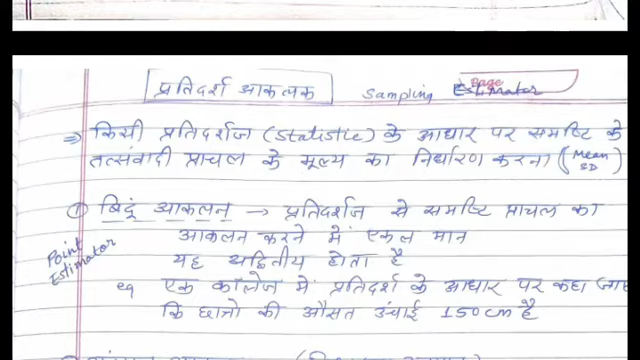 प्रतिदर्श आकलक Sampling Estimator
Page
⇒ किसी प्रतिदर्शज (Statistic) के आधार पर समष्टि के
तत्संवादी प्राचल के मूल्य का निर्धारण करना (Mean
SD
① बिंदु आकलन → प्रतिदर्शज से समष्टि प्राचल का
Point Estimator
आकलन करने में एकल मान
यह अद्वितीय होता है
eg एक कॉलेज में प्रतिदर्श के आधार पर कहा जाए
कि छात्रो की औसत उंचाई 150cm है